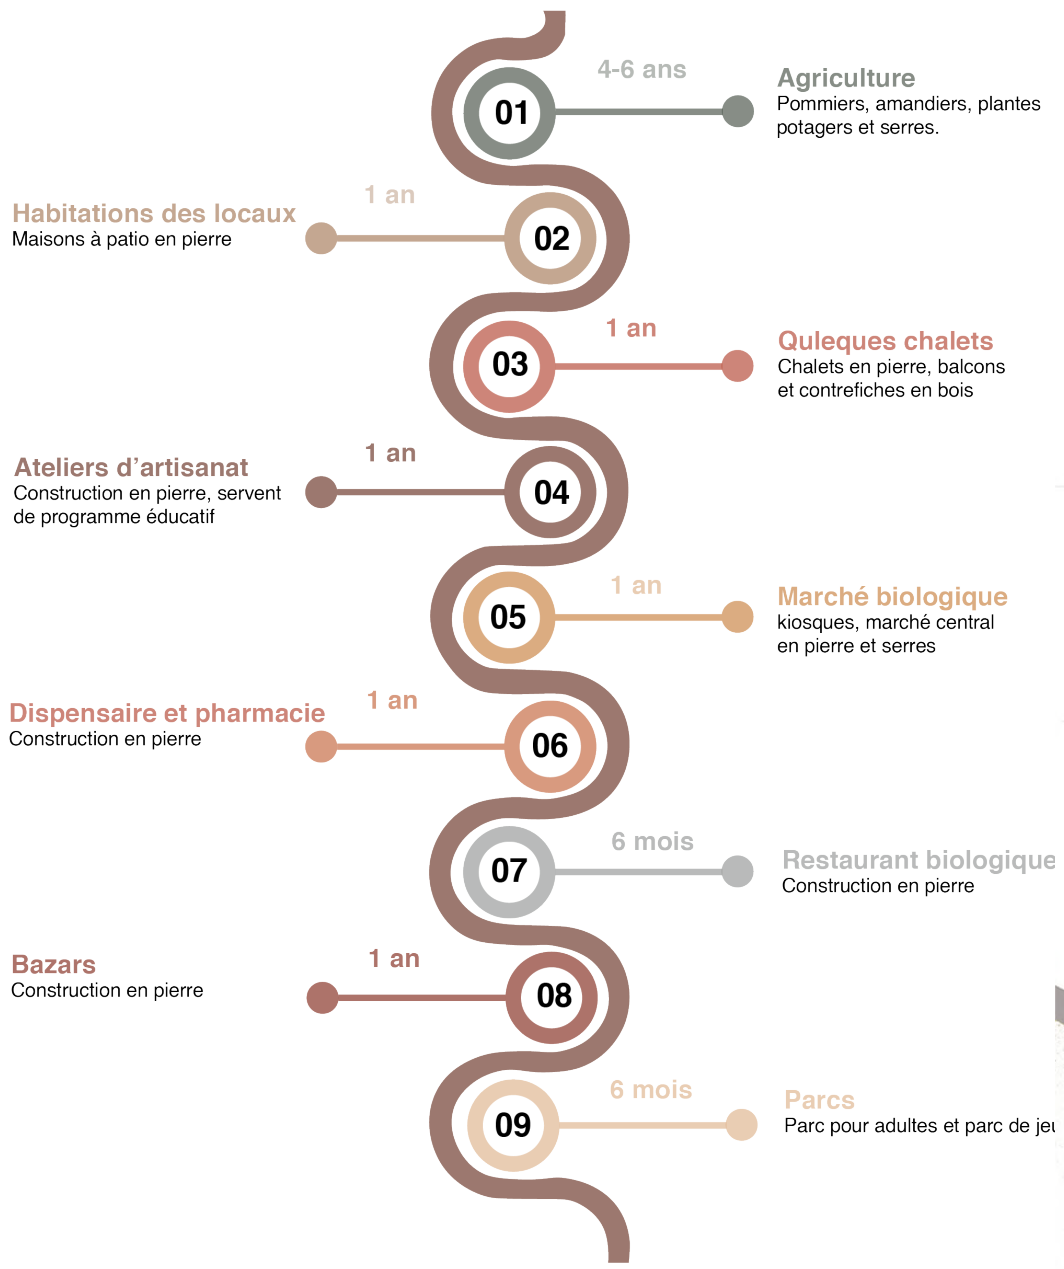 4-6 ans
01
Agriculture
Pommiers, amandiers, plantes
potagers et serres.
1 an
Habitations des locaux
Maisons à patio en pierre
02
1 an
03
Quleques chalets
Chalets en pierre, balcons
et contrefiches en bois
1 an
Ateliers d’artisanat
Construction en pierre, servent
de programme éducatif
04
1 an
05
Marché biologique
kiosques, marché central
en pierre et serres
1 an
Dispensaire et pharmacie
Construction en pierre
06
6 mois
07
Restaurant biologique
Construction en pierre
1 an
Bazars
Construction en pierre
08
6 mois
09
Parcs
Parc pour adultes et parc de